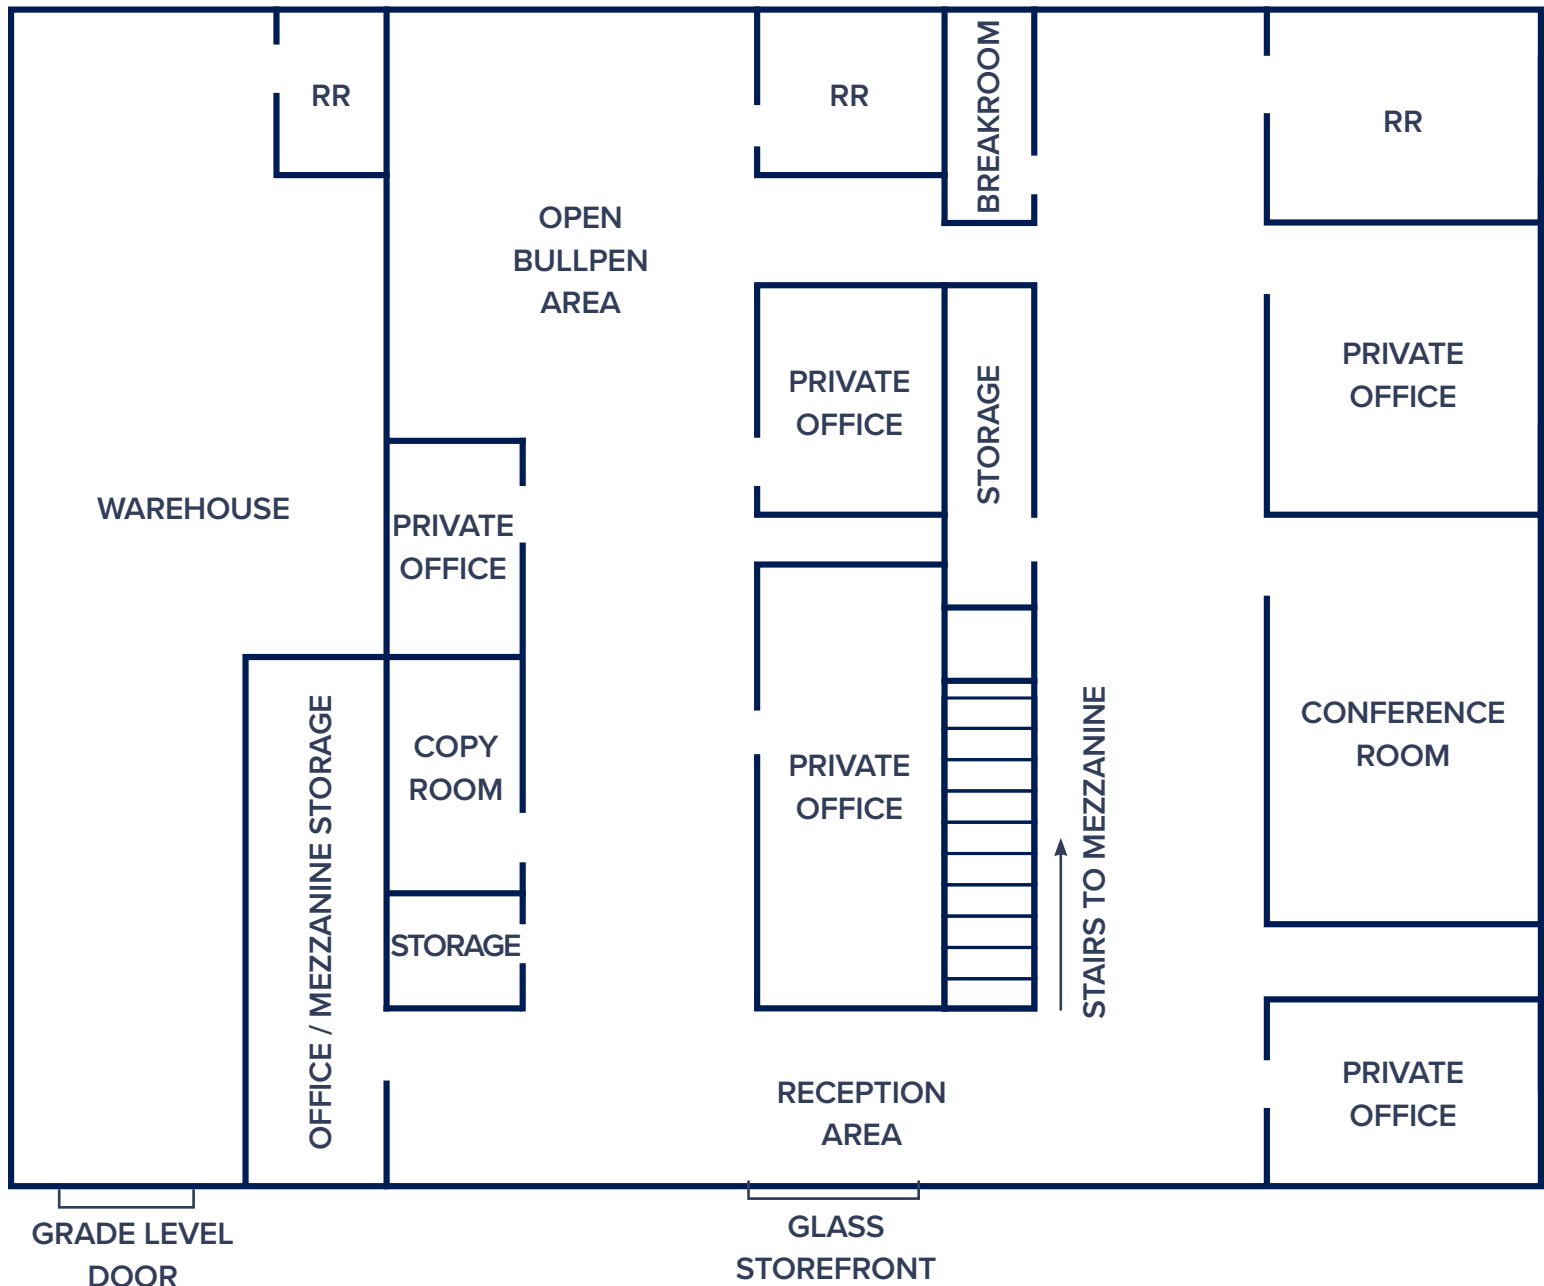 RR
RR
BREAKROOM
RR
OPEN
BULLPEN
AREA
PRIVATE
OFFICE
STORAGE
PRIVATE
OFFICE
WAREHOUSE
PRIVATE
OFFICE
OFFICE / MEZZANINE STORAGE
COPY
ROOM
PRIVATE
OFFICE
STAIRS TO MEZZANINE
CONFERENCE
ROOM
STORAGE
RECEPTION
AREA
PRIVATE
OFFICE
GRADE LEVEL
DOOR
GLASS
STOREFRONT